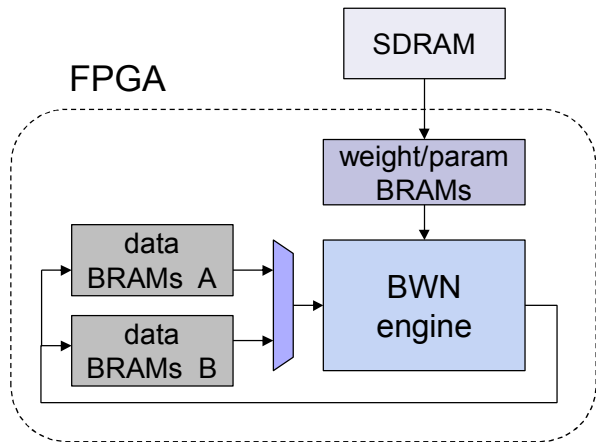 SDRAM
FPGA
weight/param
BRAMs
data
BRAMs A
data
BRAMs B
BWN
engine